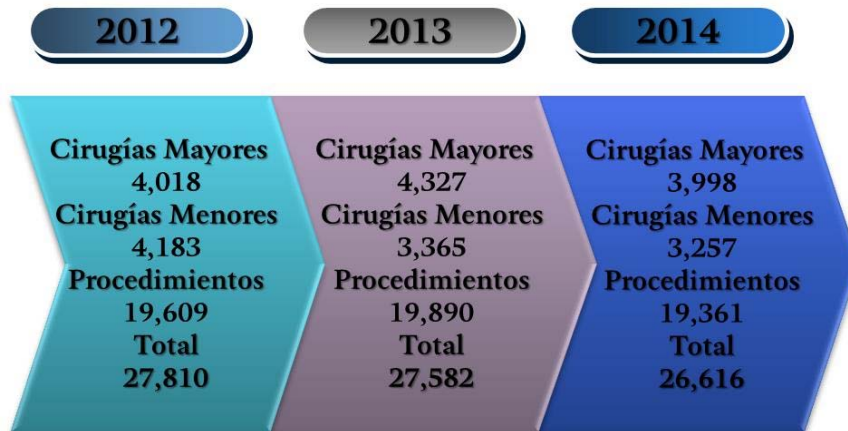 2012
2013
2014
Cirugías Mayores
4,018
Cirugías Menores
4,183
Procedimientos
19,609
Total
27,810
Cirugías Mayores
4,327
Cirugías Menores
3,365
Procedimientos
19,890
Total
27,582
Cirugías Mayores
3,998
Cirugías Menores
3,257
Procedimientos
19,361
Total
26,616